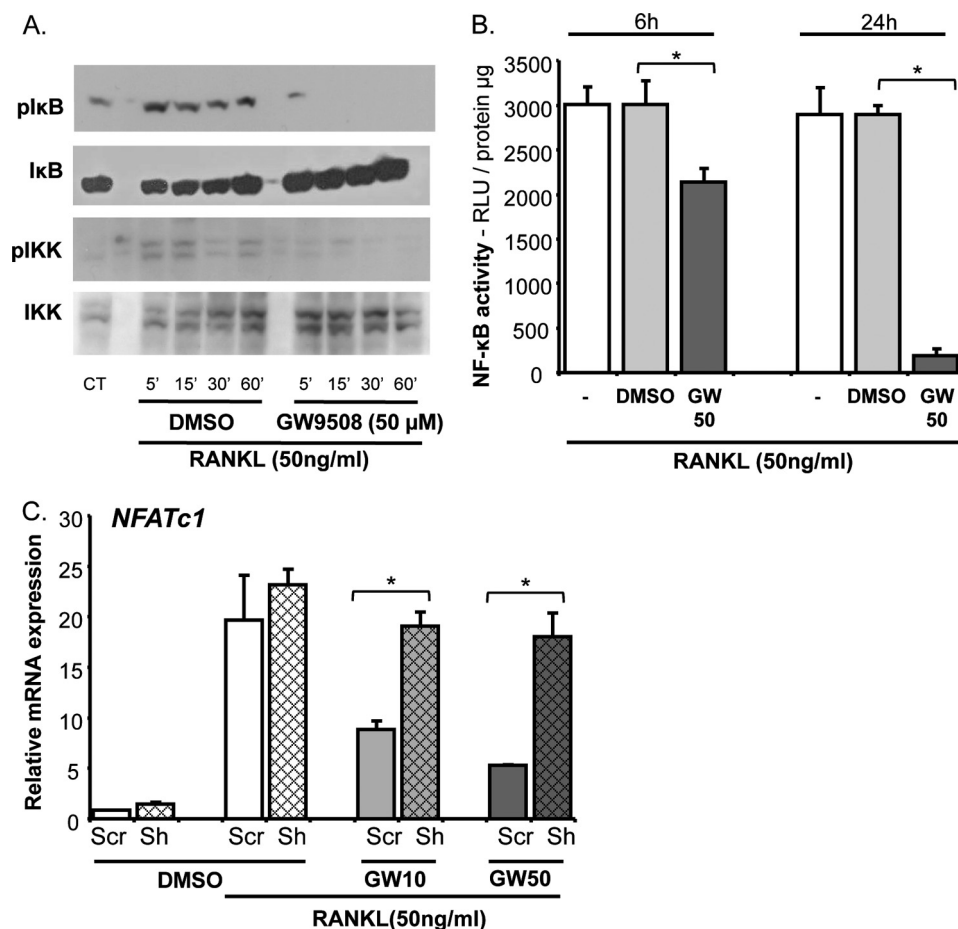 A.
pIκB
IκB
pIKK
IKK
CT 5' 15' 30' 60' 5' 15' 30' 60'
DMSO GW9508 (50 µM)
RANKL (50ng/ml)
B.
6h 24h
* *
NF-κB activity - RLU / protein µg
3500
3000
2500
2000
1500
1000
500
0
- DMSO GW 50 - DMSO GW 50
RANKL (50ng/ml)
C.
NFATc1
Relative mRNA expression
30
25
20
15
10
5
0
* *
Scr Sh Scr Sh Scr Sh Scr Sh
DMSO GW10 GW50
RANKL(50ng/ml)